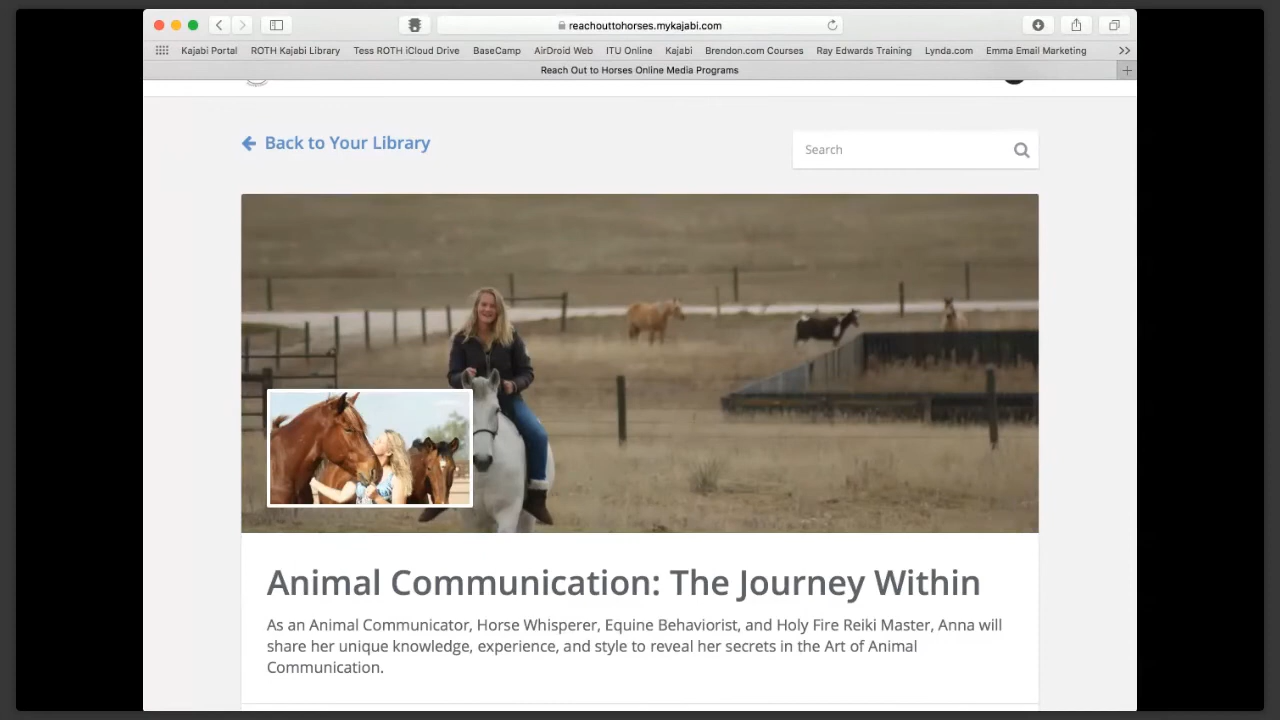 reachouttohorses.mykajabi.com
Kajabi Portal ROTH Kajabi Library Tess ROTH iCloud Drive BaseCamp AirDroid Web ITU Online Kajabi Brendon.com Courses Ray Edwards Training Lynda.com Emma Email Marketing
Reach Out to Horses Online Media Programs
Back to Your Library
Search
Animal Communication: The Journey Within
As an Animal Communicator, Horse Whisperer, Equine Behaviorist, and Holy Fire Reiki Master, Anna will
share her unique knowledge, experience, and style to reveal her secrets in the Art of Animal
Communication.